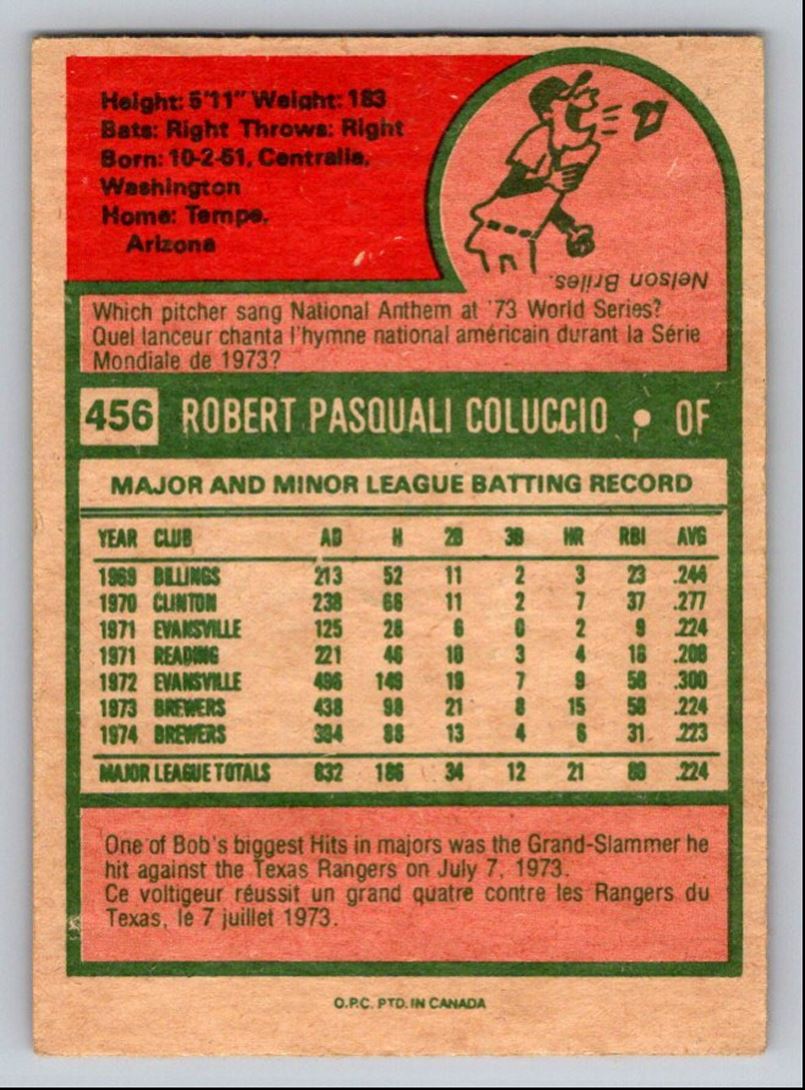 Height: 5'11" Weight: 183
Bats: Right Throws: Right
Born: 10-2-51, Centralia,
Washington
Home: Tempe,
Arizona
Nelson Briles.
Which pitcher sang National Anthem at '73 World Series?
Quel lanceur chanta l'hymne national américain durant la Série
Mondiale de 1973?
456 ROBERT PASQUALI COLUCCIO • OF
MAJOR AND MINOR LEAGUE BATTING RECORD
YEAR CLUB AB H 2B 3B HR RBI AVG
1969 BILLINGS 213 52 11 2 3 23 .244
1970 CLINTON 238 66 11 2 7 37 .277
1971 EVANSVILLE 125 28 6 0 2 9 .224
1971 READING 221 46 10 3 4 16 .208
1972 EVANSVILLE 496 149 19 7 9 58 .300
1973 BREWERS 438 98 21 8 15 58 .224
1974 BREWERS 394 88 13 4 6 31 .223
MAJOR LEAGUE TOTALS 832 186 34 12 21 89 .224
One of Bob's biggest Hits in majors was the Grand-Slammer he
hit against the Texas Rangers on July 7, 1973.
Ce voltigeur réussit un grand quatre contre les Rangers du
Texas, le 7 juillet 1973.
O.P.C. PTD. IN CANADA